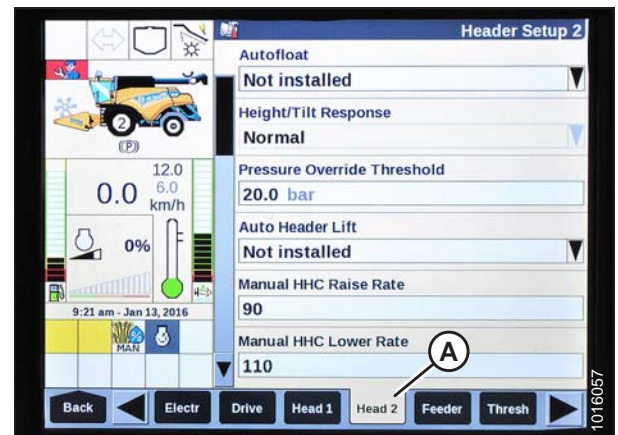 Header Setup 2
Autofloat
Not installed
Height/Tilt Response
Normal
Pressure Override Threshold
20.0 bar
Auto Header Lift
Not installed
Manual HHC Raise Rate
90
Manual HHC Lower Rate
110
2
(P)
12.0
0.0 6.0
km/h
0%
9:21 am - Jan 13, 2016
MAN
A
Back Electr Drive Head 1 Head 2 Feeder Thresh
1016057